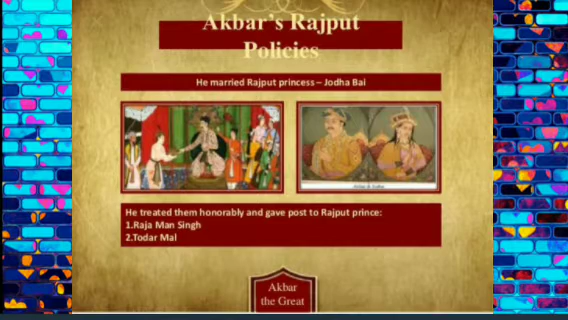 Akbar's Rajput
Policies
He married Rajput princess – Jodha Bai
He treated them honorably and gave post to Rajput prince:
1.Raja Man Singh
2.Todar Mal
Akbar
the Great